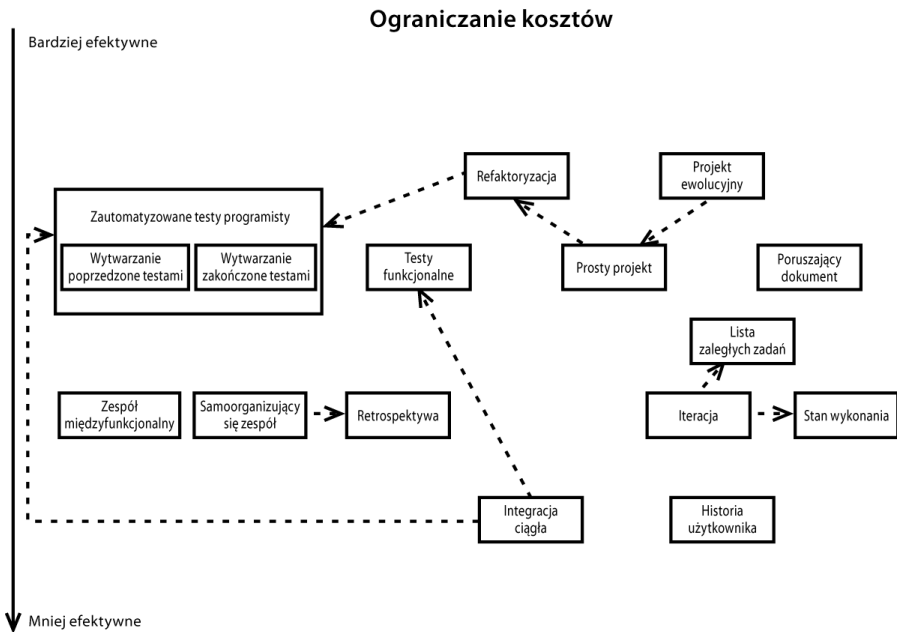 Ograniczanie kosztów
Bardziej efektywne
Refaktoryzacja
Projekt
ewolucyjny
Zautomatyzowane testy programisty
Wytwarzanie
poprzedzone testami
Wytwarzanie
zakończone testami
Testy
funkcjonalne
Prosty projekt
Poruszający
dokument
Lista
zaległych zadań
Zespół
międzyfunkcjonalny
Samoorganizujący
się zespół
Retrospektywa
Iteracja
Stan wykonania
Integracja
ciągła
Historia
użytkownika
Mniej efektywne